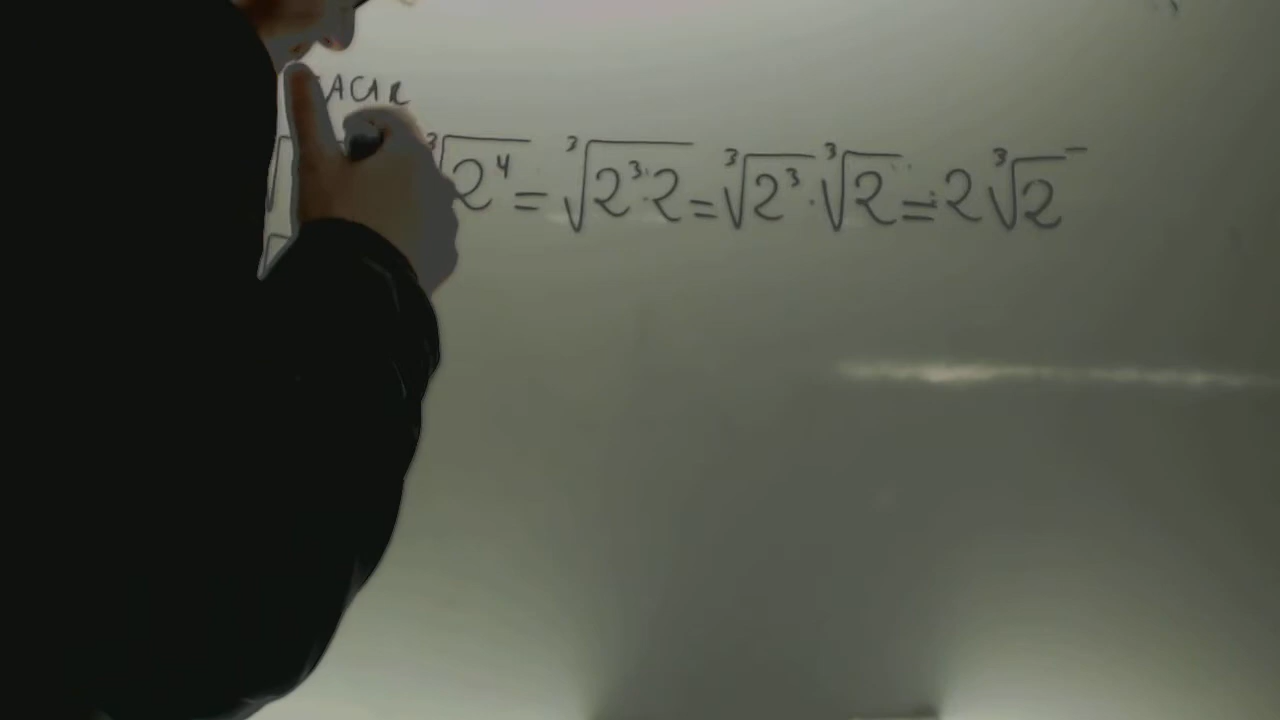 ACAR
∛2⁴ = ∛2³·2 = ∛2³ · ∛2 = 2∛2